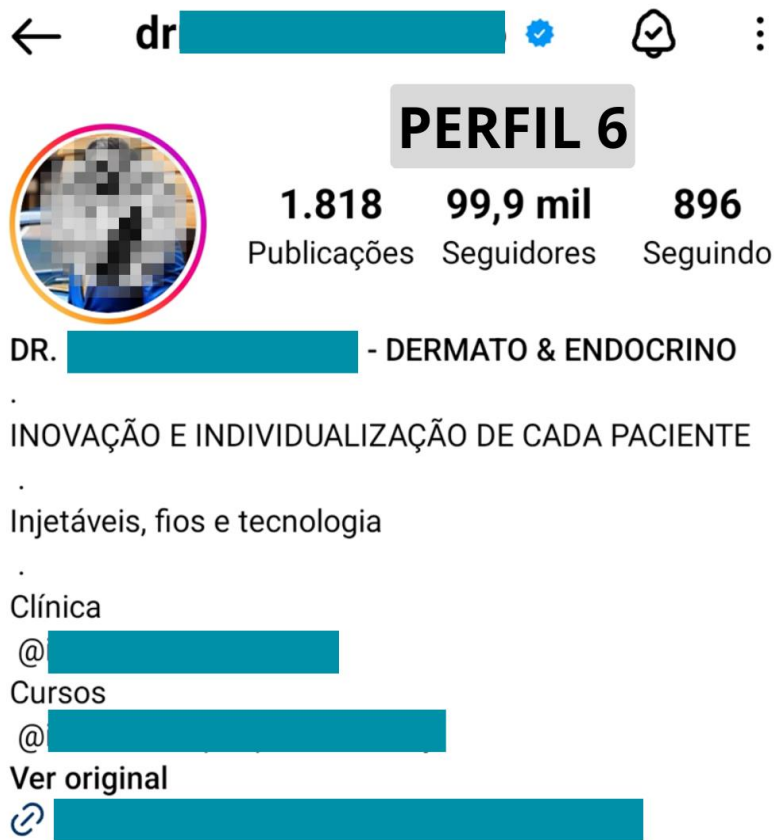 dr
PERFIL 6
1.818 99,9 mil 896
Publicações Seguidores Seguindo
DR. - DERMATO & ENDOCRINO
.
INOVAÇÃO E INDIVIDUALIZAÇÃO DE CADA PACIENTE
.
Injetáveis, fios e tecnologia
.
Clínica
@
Cursos
@
Ver original